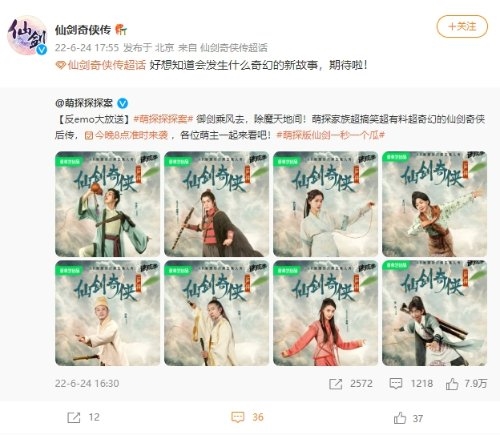 仙剑
仙剑奇侠传
+关注
22-6-24 17:55 发布于 北京 来自 仙剑奇侠传超话
仙剑奇侠传超话 好想知道会发生什么奇幻的新故事，期待啦！
@萌探探探案
【反emo大放送】#萌探探探案# 御剑乘风去，除魔天地间！萌探家族超搞笑超有料超奇幻的仙剑奇侠
后传，今晚8点准时来袭 ，各位萌主一起来看吧！#萌探版仙剑一秒一个瓜#
仙剑奇侠
仙剑奇侠
仙剑奇侠
仙剑奇侠
仙剑奇侠
仙剑奇侠
仙剑奇侠
仙剑奇侠
22-6-24 16:30
2572
1218
7.9万
12
36
37